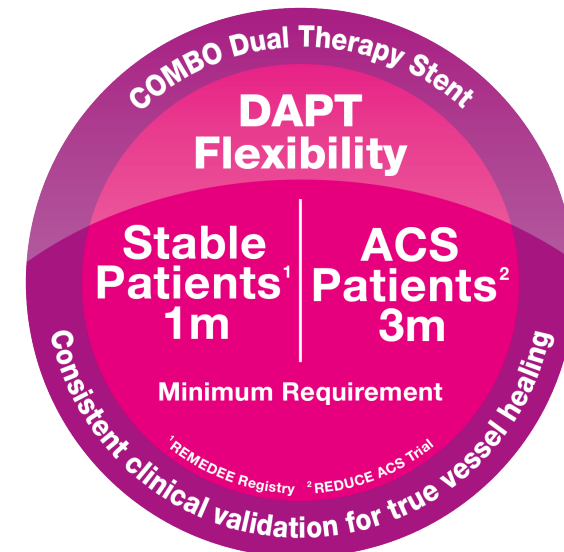 COMBO Dual Therapy Stent
DAPT
Flexibility
Stable
Patients¹
1m
ACS
Patients²
3m
Minimum Requirement
¹REMEDEE Registry ²REDUCE ACS Trial
Consistent clinical validation for true vessel healing